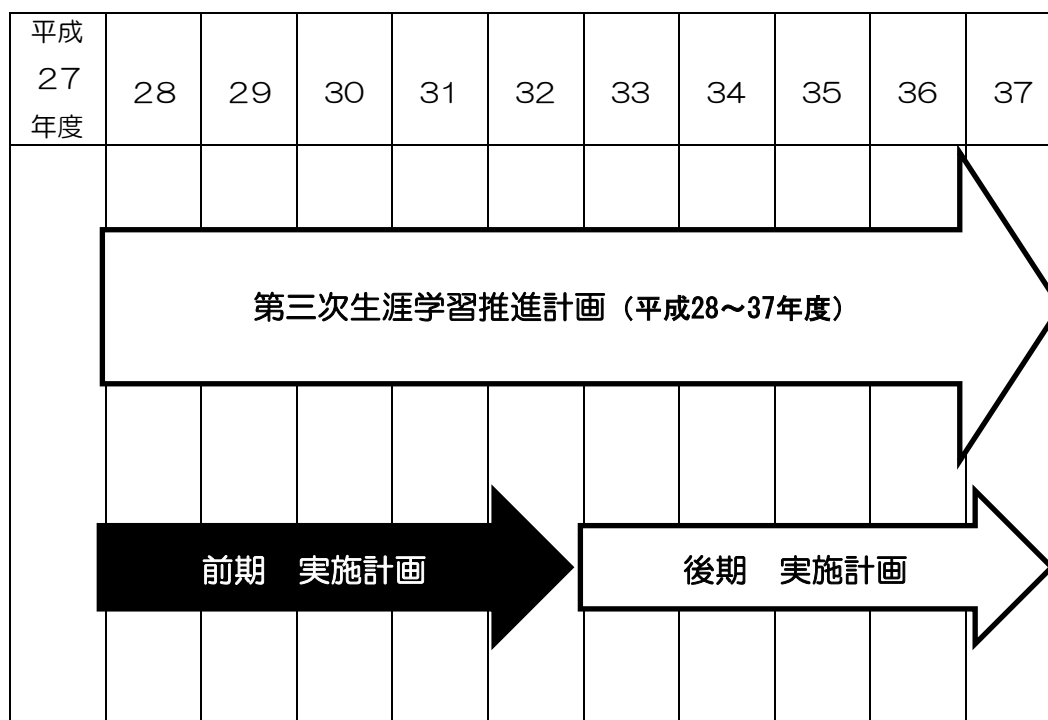 平成
27
年度
28 29 30 31 32 33 34 35 36 37
第三次生涯学習推進計画（平成28～37年度）
前期　実施計画
後期　実施計画